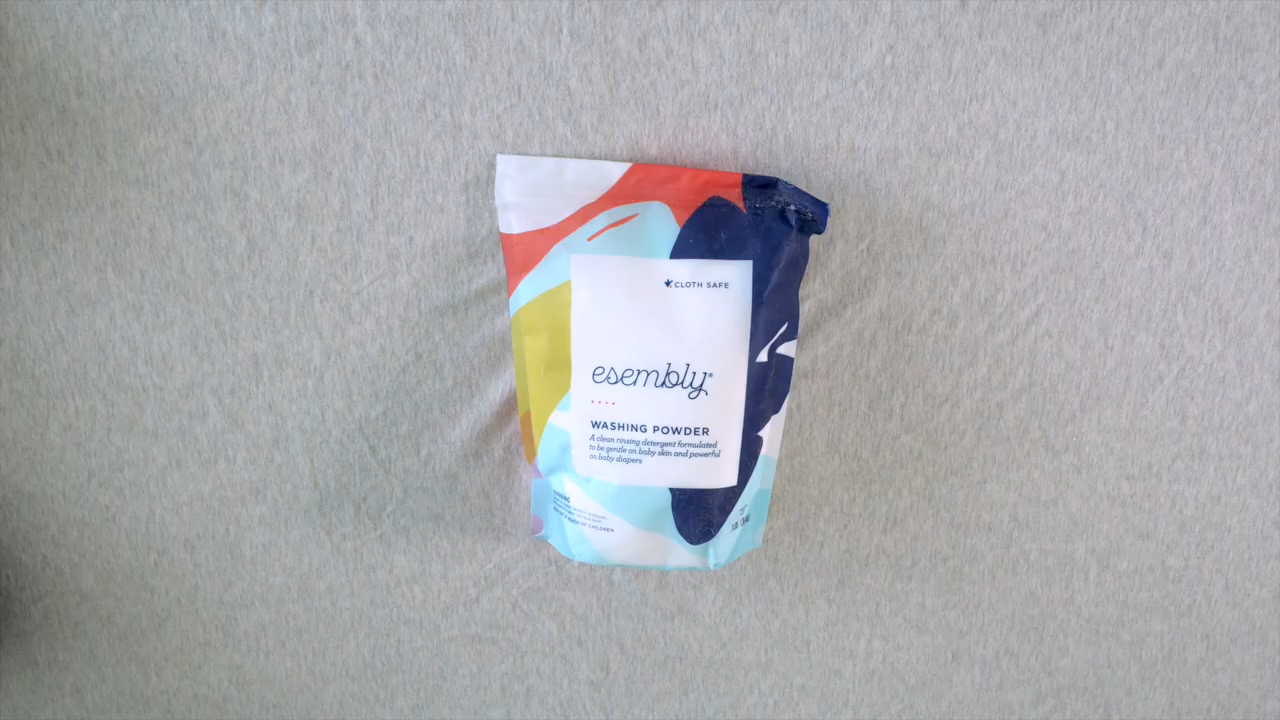 CLOTH SAFE
esembly®
WASHING POWDER
A clean rinsing detergent formulated
to be gentle on baby skin and powerful
on baby diapers
WARNING
OF REACH OF CHILDREN